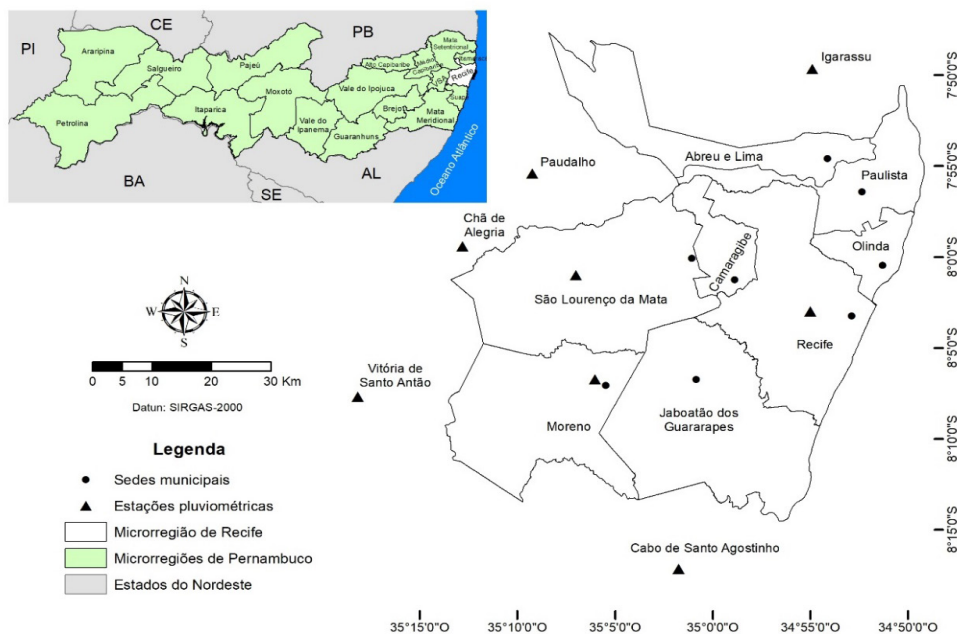 CE
PI
PB
Araripina
Salgueiro
Pajeú
Mata
Setentrional
Alto Capibaribe
Médio
Capibaribe
Itamaracá
Recife
VSA
Suape
Petrolina
Itaparica
Moxotó
Vale do Ipojuca
Brejo
Mata
Meridional
Vale do
Ipanema
Guaranhuns
BA
SE
AL
Oceano Atlântico
Igarassu
Abreu e Lima
Paudalho
Paulista
Chã de
Alegria
Olinda
Camaragibe
São Lourenço da Mata
Recife
Vitória de
Santo Antão
Moreno
Jaboatão dos
Guararapes
Cabo de Santo Agostinho
N
W E
S
0 5 10 20 30 Km
Datun: SIRGAS-2000
Legenda
Sedes municipais
Estações pluviométricas
Microrregião de Recife
Microrregiões de Pernambuco
Estados do Nordeste
7°50'0"S
7°55'0"S
8°0'0"S
8°5'0"S
8°10'0"S
8°15'0"S
35°15'0"O 35°10'0"O 35°5'0"O 35°0'0"O 34°55'0"O 34°50'0"O